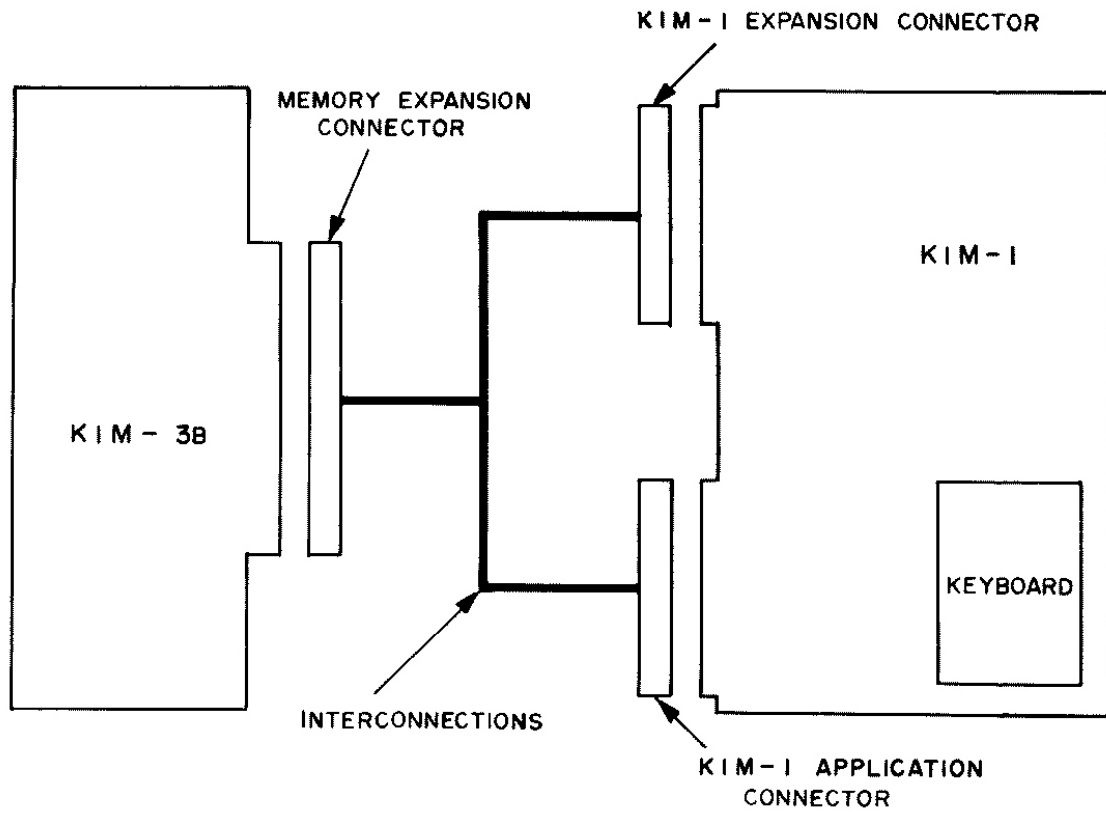 KIM-1 EXPANSION CONNECTOR
MEMORY EXPANSION
CONNECTOR
KIM-1
KIM-3B
KEYBOARD
INTERCONNECTIONS
KIM-1 APPLICATION
CONNECTOR